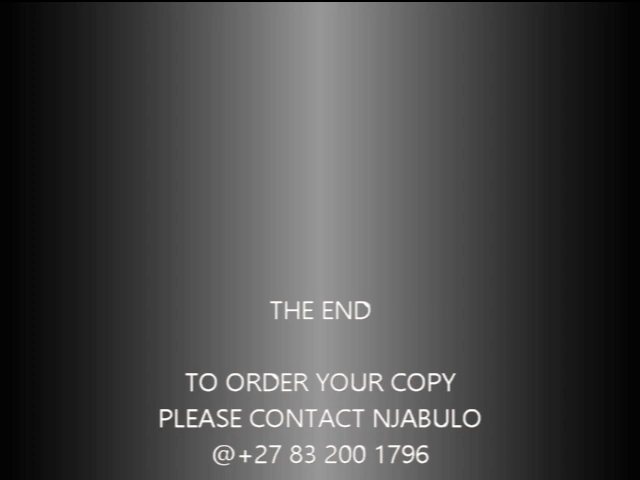 THE END
TO ORDER YOUR COPY
PLEASE CONTACT NJABULO
@+27 83 200 1796